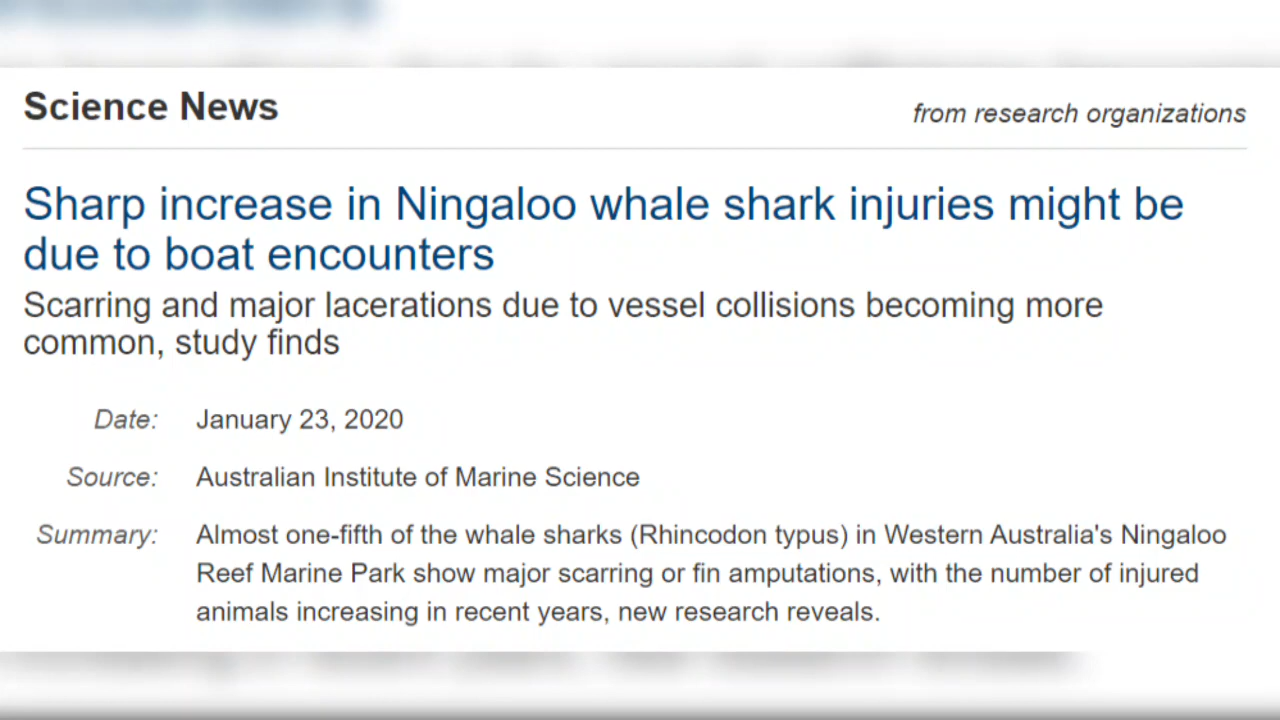 Science News
from research organizations
Sharp increase in Ningaloo whale shark injuries might be
due to boat encounters
Scarring and major lacerations due to vessel collisions becoming more
common, study finds
Date: January 23, 2020
Source: Australian Institute of Marine Science
Summary: Almost one-fifth of the whale sharks (Rhincodon typus) in Western Australia's Ningaloo
Reef Marine Park show major scarring or fin amputations, with the number of injured
animals increasing in recent years, new research reveals.